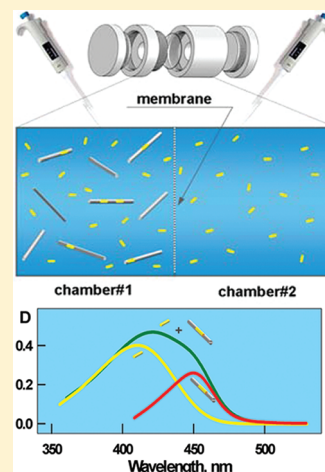 membrane
chamber#1 chamber#2
D
+
0.4
0.2
0.0
350 400 450 500
Wavelength, nm